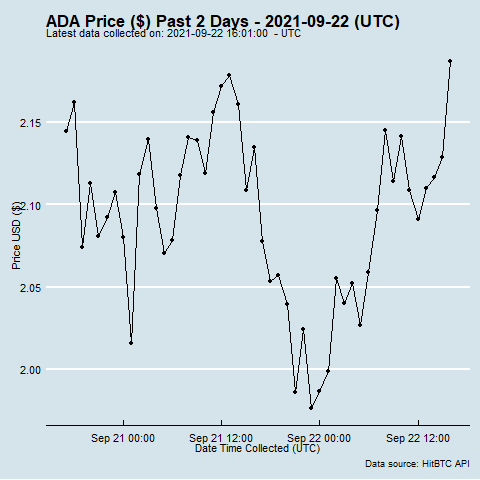 ADA Price ($) Past 2 Days - 2021-09-22 (UTC)
Latest data collected on: 2021-09-22 16:01:00 - UTC
2.15
2.10
2.05
2.00
Price USD ($)
Sep 21 00:00
Sep 21 12:00
Sep 22 00:00
Sep 22 12:00
Date Time Collected (UTC)
Data source: HitBTC API